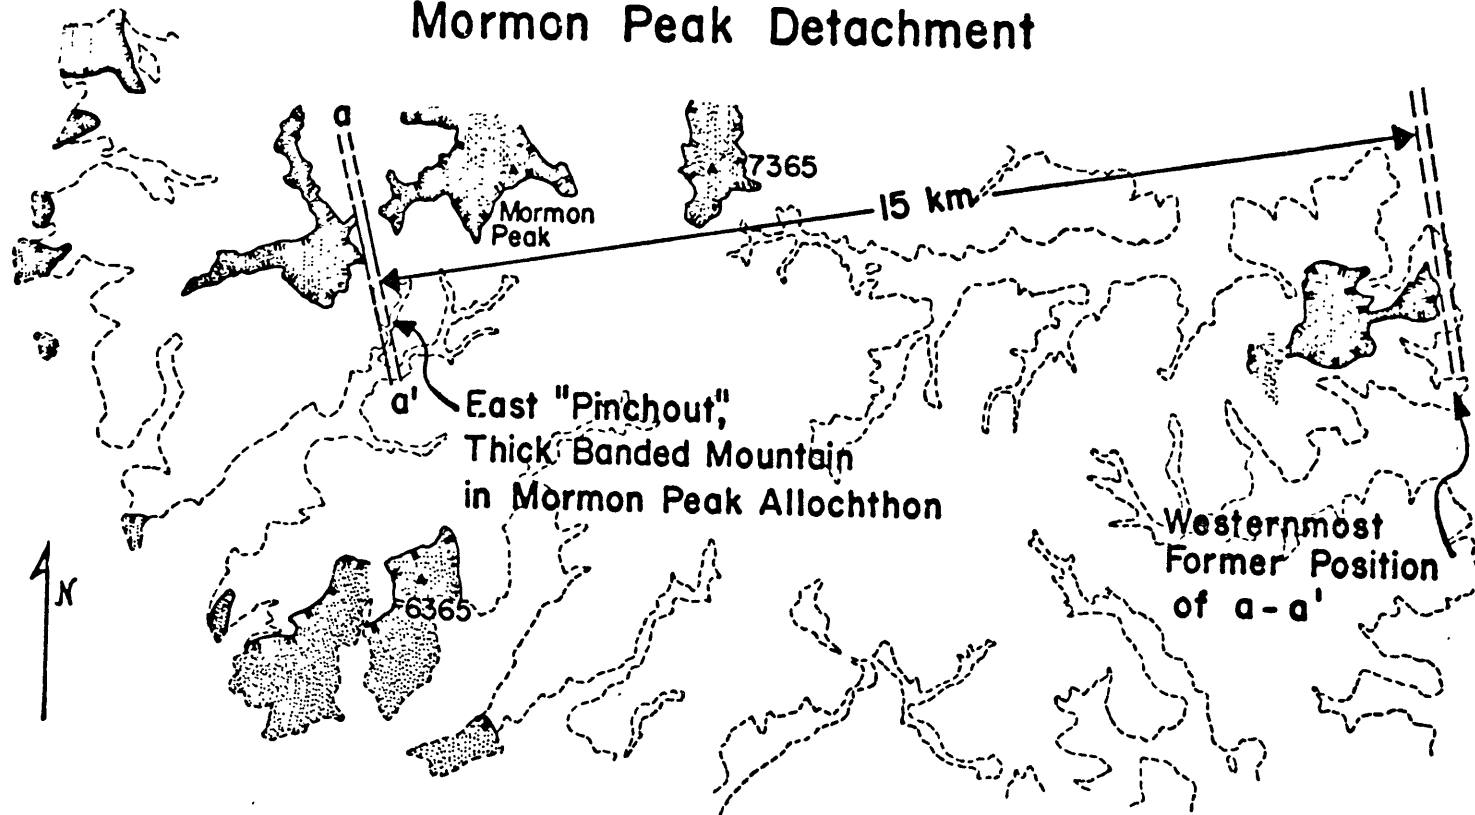 Mormon Peak Detachment
a
7365
15 km
Mormon
Peak
a'
East "Pinchout",
Thick Banded Mountain
in Mormon Peak Allochthon
Westernmost
Former Position
of a-a'
N
6365